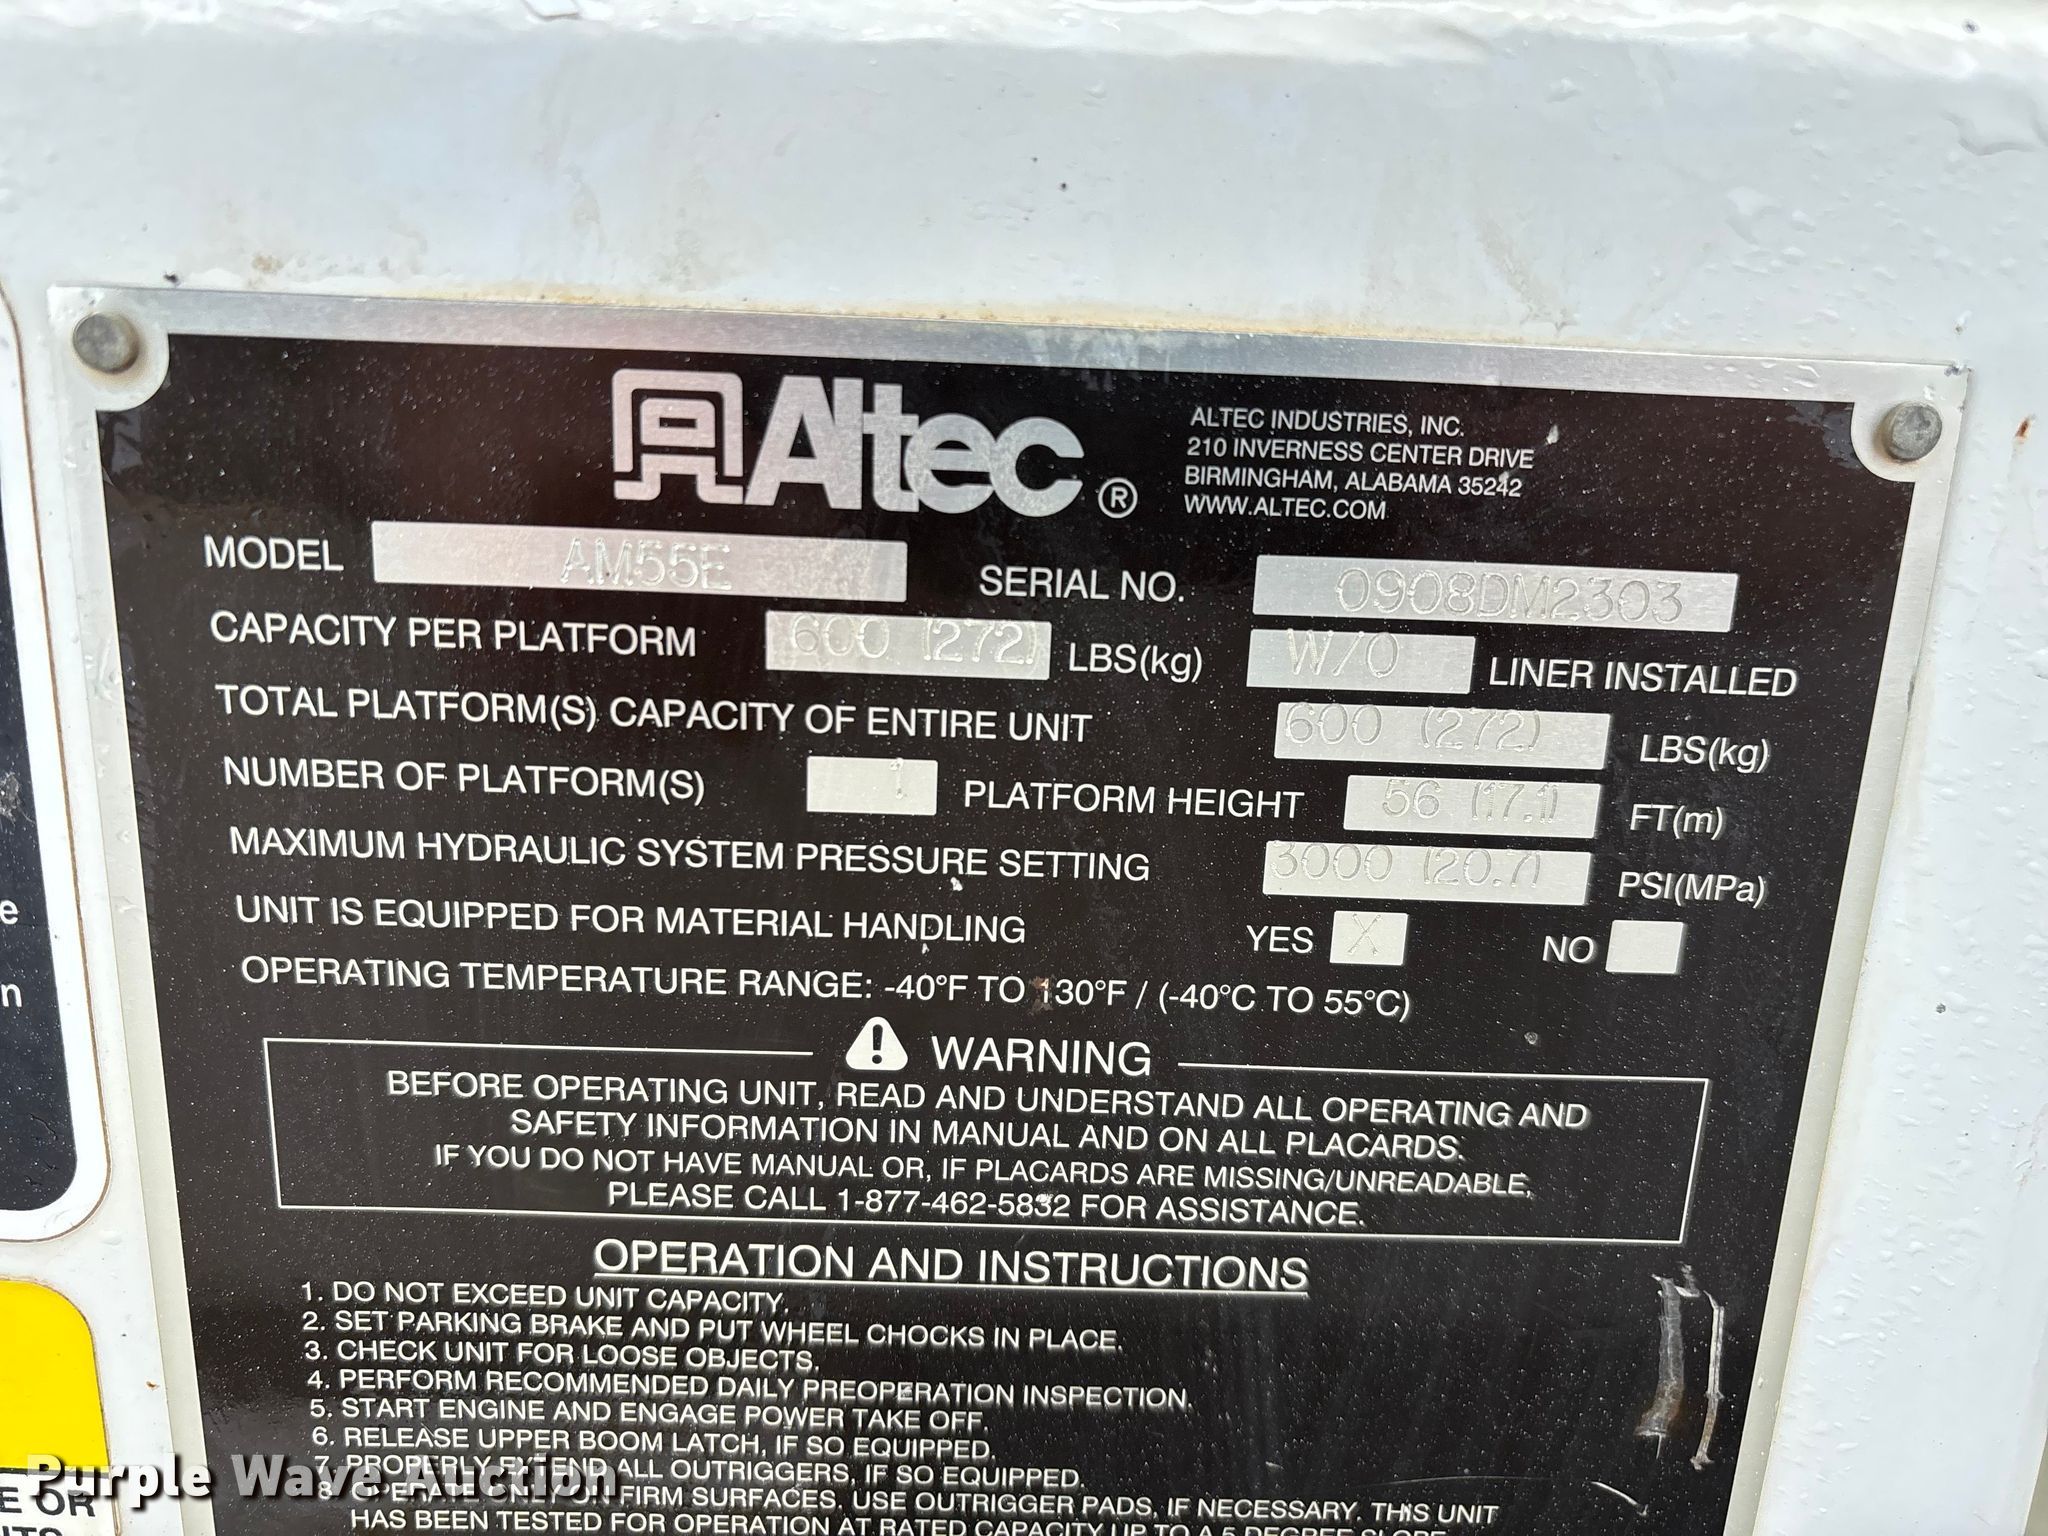 Altec ®
ALTEC INDUSTRIES, INC.
210 INVERNESS CENTER DRIVE
BIRMINGHAM, ALABAMA 35242
WWW.ALTEC.COM
MODEL AM55E SERIAL NO. 0908DM2303
CAPACITY PER PLATFORM 600 (272) LBS(kg) W/O LINER INSTALLED
TOTAL PLATFORM(S) CAPACITY OF ENTIRE UNIT 600 (272) LBS(kg)
NUMBER OF PLATFORM(S) 1 PLATFORM HEIGHT 56 (17.1) FT(m)
MAXIMUM HYDRAULIC SYSTEM PRESSURE SETTING 3000 (20.7) PSI(MPa)
UNIT IS EQUIPPED FOR MATERIAL HANDLING YES X NO
OPERATING TEMPERATURE RANGE: -40°F TO 130°F / (-40°C TO 55°C)
WARNING
BEFORE OPERATING UNIT, READ AND UNDERSTAND ALL OPERATING AND
SAFETY INFORMATION IN MANUAL AND ON ALL PLACARDS.
IF YOU DO NOT HAVE MANUAL OR, IF PLACARDS ARE MISSING/UNREADABLE,
PLEASE CALL 1-877-462-5832 FOR ASSISTANCE.
OPERATION AND INSTRUCTIONS
1. DO NOT EXCEED UNIT CAPACITY.
2. SET PARKING BRAKE AND PUT WHEEL CHOCKS IN PLACE.
3. CHECK UNIT FOR LOOSE OBJECTS.
4. PERFORM RECOMMENDED DAILY PREOPERATION INSPECTION.
5. START ENGINE AND ENGAGE POWER TAKE OFF.
6. RELEASE UPPER BOOM LATCH, IF SO EQUIPPED.
7. PROPERLY EXTEND ALL OUTRIGGERS, IF SO EQUIPPED.
8. OPERATE ONLY ON FIRM SURFACES. USE OUTRIGGER PADS, IF NECESSARY. THIS UNIT
HAS BEEN TESTED FOR OPERATION AT RATED CAPACITY UP TO A 5 DEGREE SLOPE
e
n
E OR
Purple Wave Auction